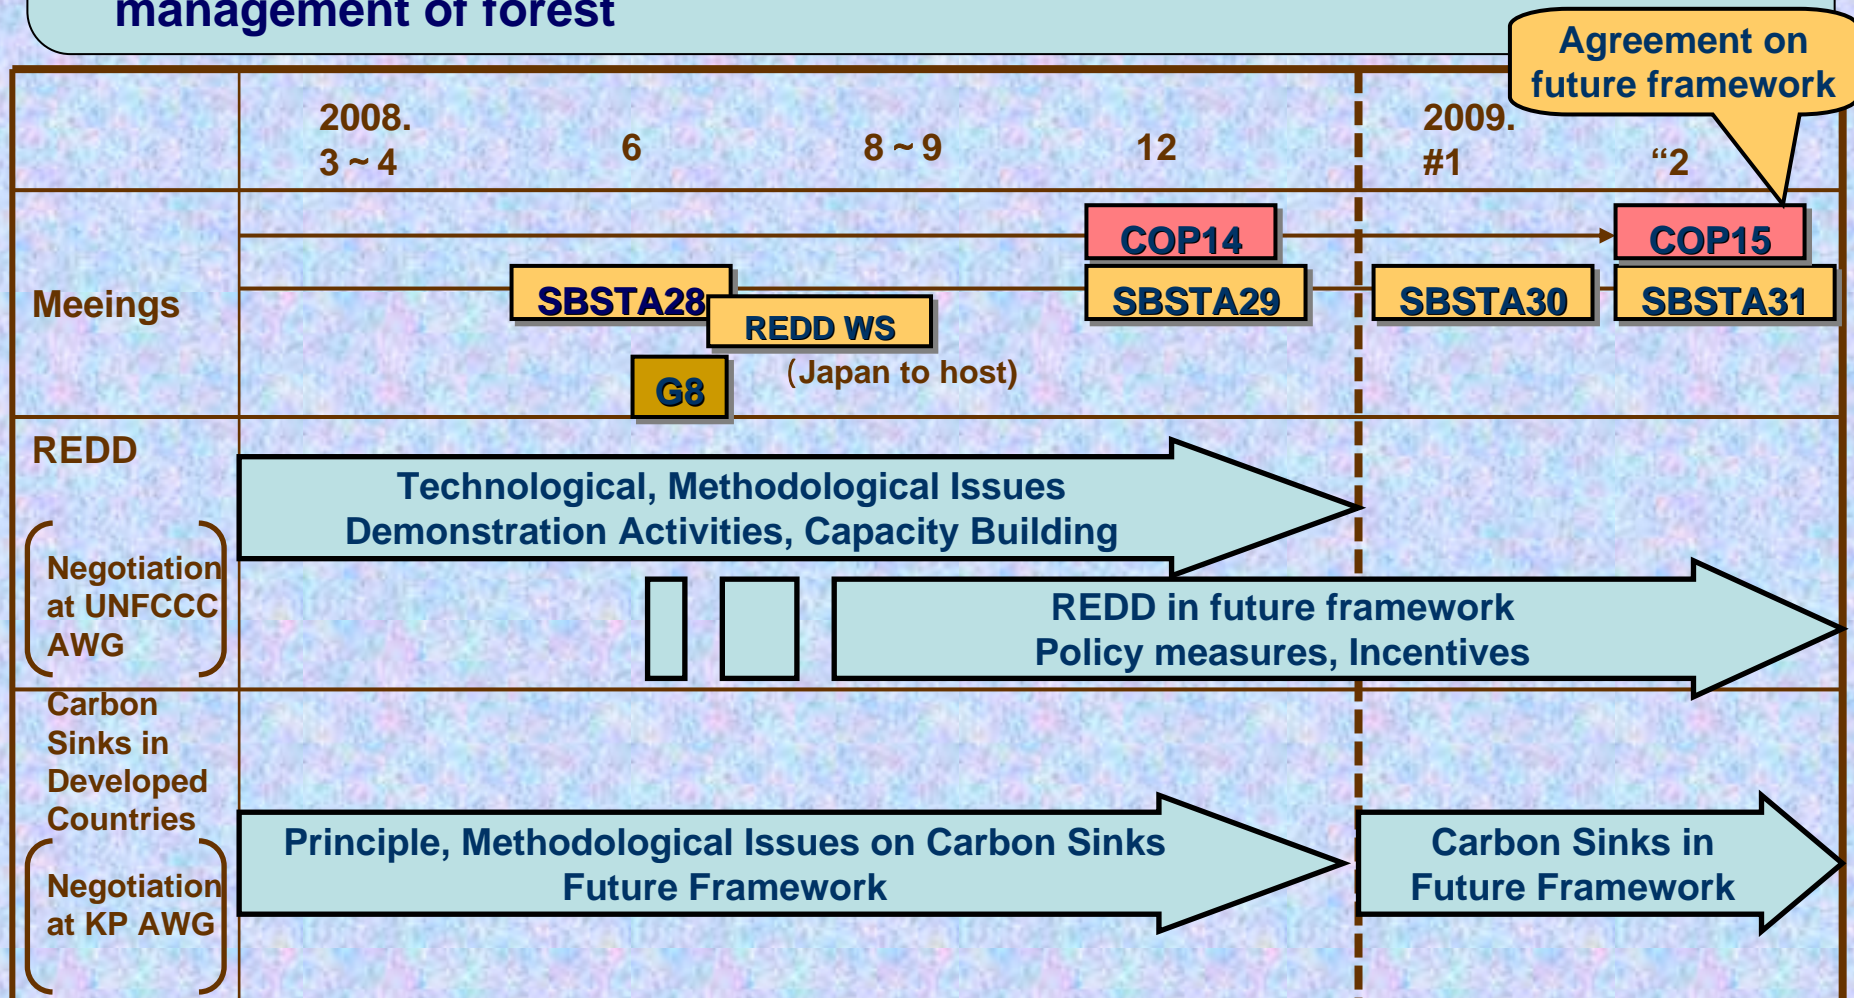 management of forest
Agreement on
future framework
2008.
3 ~ 4
6
8 ~ 9
12
2009.
#1
“2
Meeings
COP14
COP15
SBSTA28
SBSTA29
SBSTA30
SBSTA31
REDD WS
(Japan to host)
G8
REDD
Negotiation
at UNFCCC
AWG
Technological, Methodological Issues
Demonstration Activities, Capacity Building
REDD in future framework
Policy measures, Incentives
Carbon
Sinks in
Developed
Countries
Negotiation
at KP AWG
Principle, Methodological Issues on Carbon Sinks
Future Framework
Carbon Sinks in
Future Framework